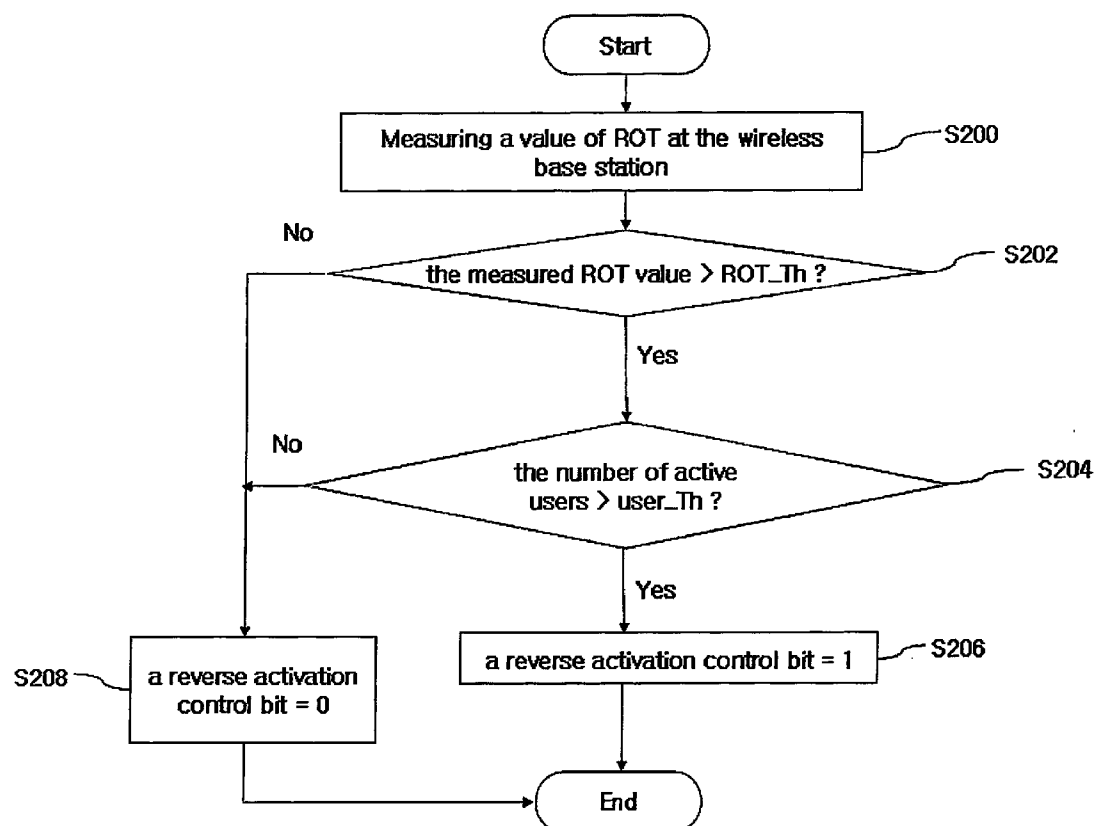 Start
Measuring a value of ROT at the wireless
base station
S200
No
S202
the measured ROT value > ROT_Th ?
Yes
No
the number of active
users > user_Th ?
S204
Yes
S208
a reverse activation
control bit = 0
a reverse activation control bit = 1
S206
End